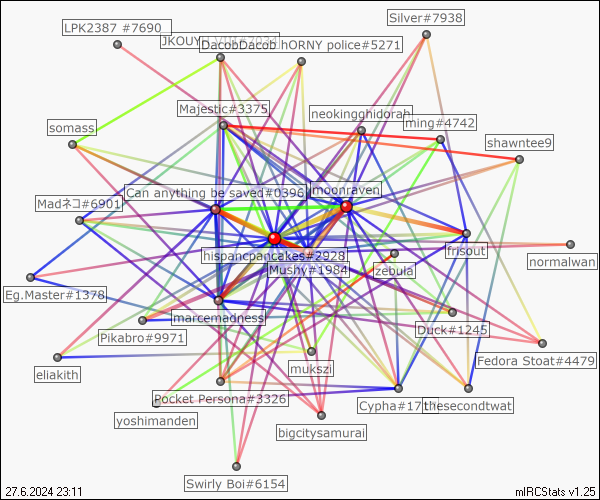 Silver#7938
LPK2387 #7690
DacobDacob
hORNY police#5271
Majestic#3375
neokingghidorah
ming#4742
somass
shawntee9
Can anything be saved#0396
moonraven
Madネコ#6901
hispancpancakes#2928
frisout
normalwan
Mushy#1984
zebula
Eg.Master#1378
marcemadness
Duck#1245
Pikabro#9971
Fedora Stoat#4479
mukszi
eliakith
Pocket Persona#3326
Cypha#17
thesecondtwat
yoshimanden
bigcitysamurai
Swirly Boi#6154
27.6.2024 23:11
mIRCStats v1.25